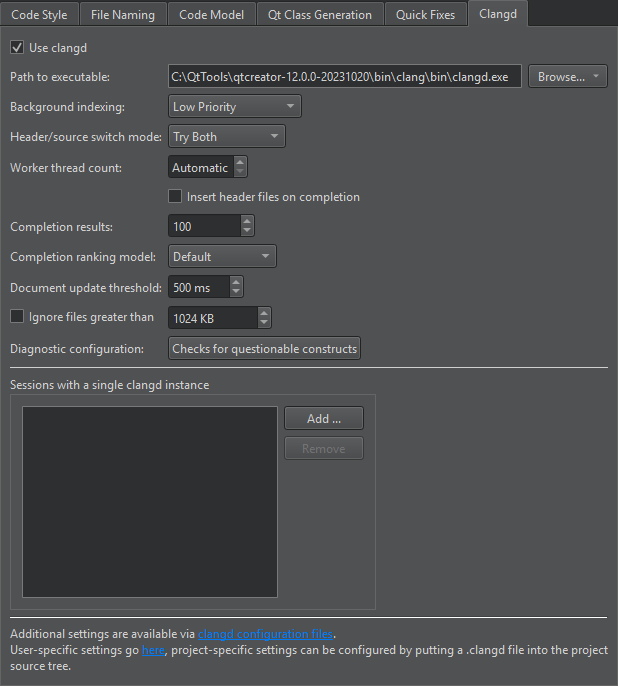 Code Style File Naming Code Model Qt Class Generation Quick Fixes Clangd
Use clangd
Path to executable: C:\QtTools\qtcreator-12.0.0-20231020\bin\clang\bin\clangd.exe Browse...
Background indexing: Low Priority
Header/source switch mode: Try Both
Worker thread count: Automatic
Insert header files on completion
Completion results: 100
Completion ranking model: Default
Document update threshold: 500 ms
Ignore files greater than 1024 KB
Diagnostic configuration: Checks for questionable constructs
Sessions with a single clangd instance
Add ...
Remove
Additional settings are available via clangd configuration files.
User-specific settings go here, project-specific settings can be configured by putting a .clangd file into the project
source tree.